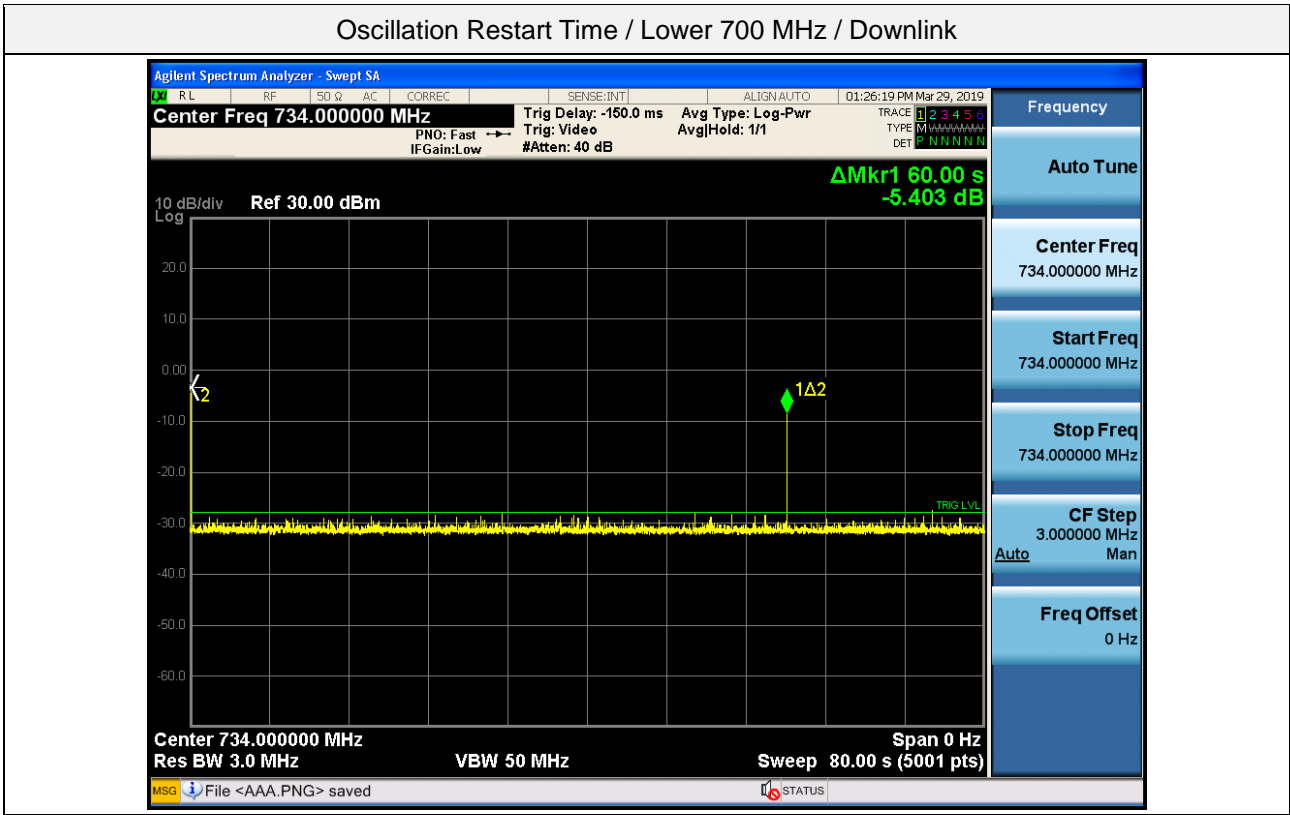 Oscillation Restart Time / Lower 700 MHz / Downlink
Agilent Spectrum Analyzer - Swept SA
LXI RL RF 50 Ω AC CORREC SENSE:INT ALIGN AUTO 01:26:19 PM Mar 29, 2019
Center Freq 734.000000 MHz
PNO: Fast
IFGain:Low
Trig Delay: -150.0 ms
Trig: Video
#Atten: 40 dB
Avg Type: Log-Pwr
Avg|Hold: 1/1
TRACE 1 2 3 4 5 6
TYPE M WWWWW
DET P N N N N N
ΔMkr1 60.00 s
-5.403 dB
10 dB/div
Log
Ref 30.00 dBm
20.0
10.0
0.00
-10.0
-20.0
-30.0
-40.0
-50.0
-60.0
2
1Δ2
TRIG LVL
Center 734.000000 MHz
Span 0 Hz
Res BW 3.0 MHz
VBW 50 MHz
Sweep 80.00 s (5001 pts)
MSG File <AAA.PNG> saved
STATUS
Frequency
Auto Tune
Center Freq
734.000000 MHz
Start Freq
734.000000 MHz
Stop Freq
734.000000 MHz
CF Step
3.000000 MHz
Auto Man
Freq Offset
0 Hz